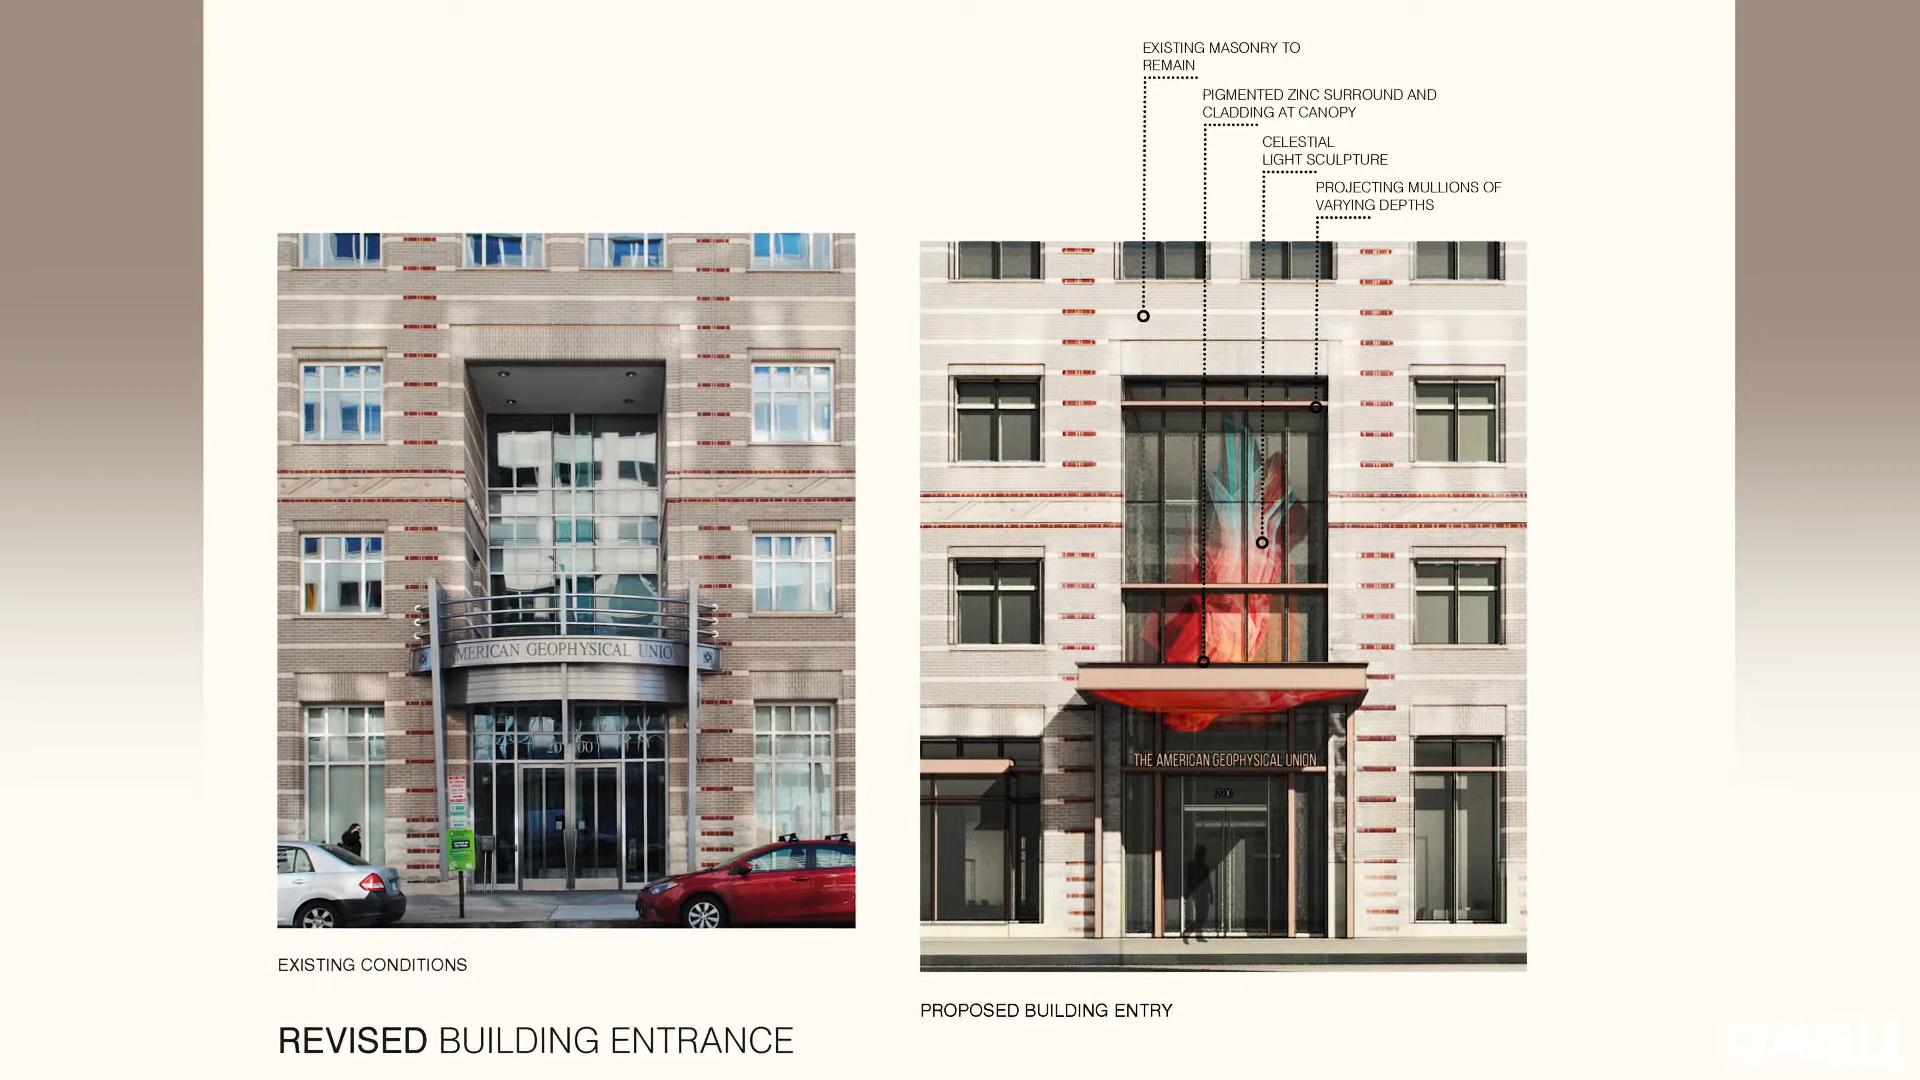 EXISTING MASONRY TO
REMAIN
PIGMENTED ZINC SURROUND AND
CLADDING AT CANOPY
CELESTIAL
LIGHT SCULPTURE
PROJECTING MULLIONS OF
VARYING DEPTHS
AMERICAN GEOPHYSICAL UNION
THE AMERICAN GEOPHYSICAL UNION
2000
EXISTING CONDITIONS
PROPOSED BUILDING ENTRY
REVISED BUILDING ENTRANCE